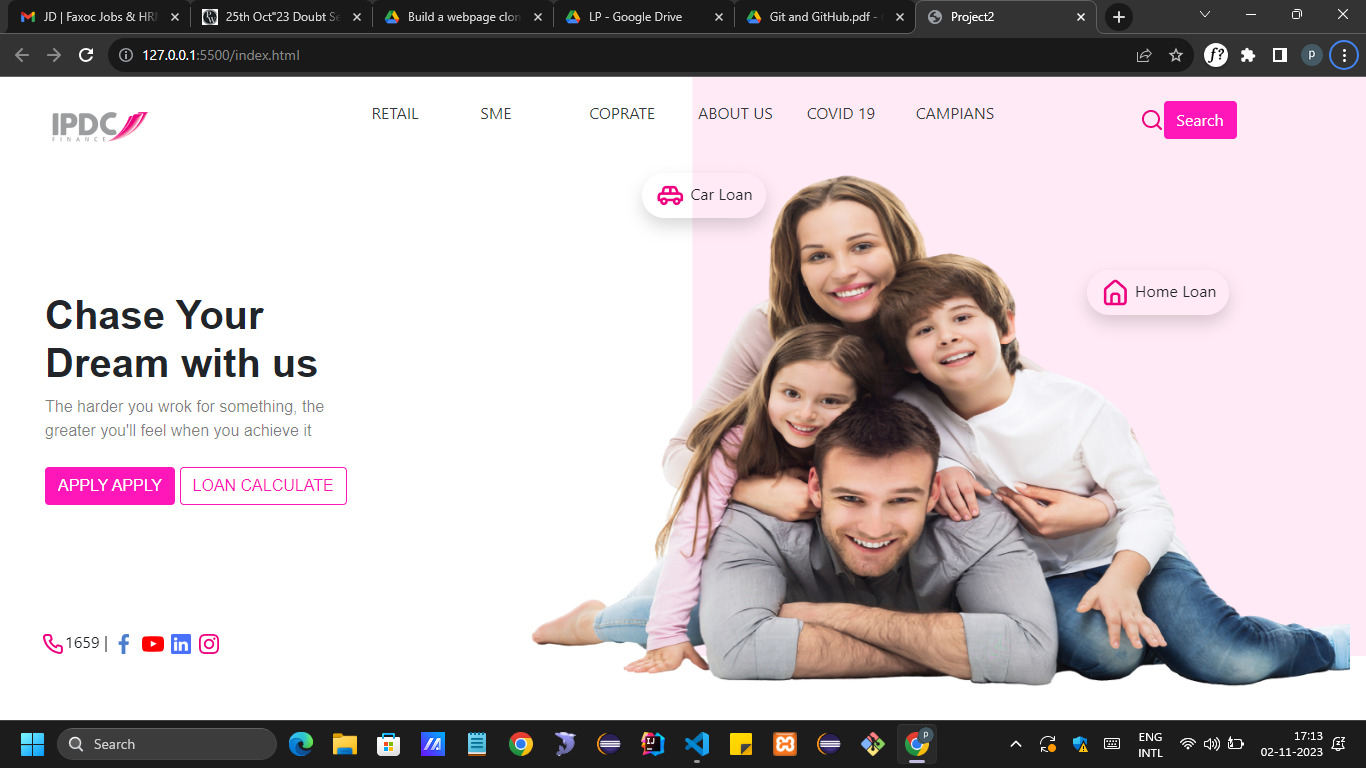 JD | Faxoc Jobs & HR
25th Oct"23 Doubt Se
Build a webpage clon
LP - Google Drive
Git and GitHub.pdf -
Project2
127.0.0.1:5500/index.html
f?
P
IPDC
FINANCE
RETAIL
SME
COPRATE
ABOUT US
COVID 19
CAMPIANS
Search
Car Loan
Home Loan
Chase Your
Dream with us
The harder you wrok for something, the
greater you'll feel when you achieve it
APPLY APPLY
LOAN CALCULATE
1659 |
Search
ENG
INTL
17:13
02-11-2023